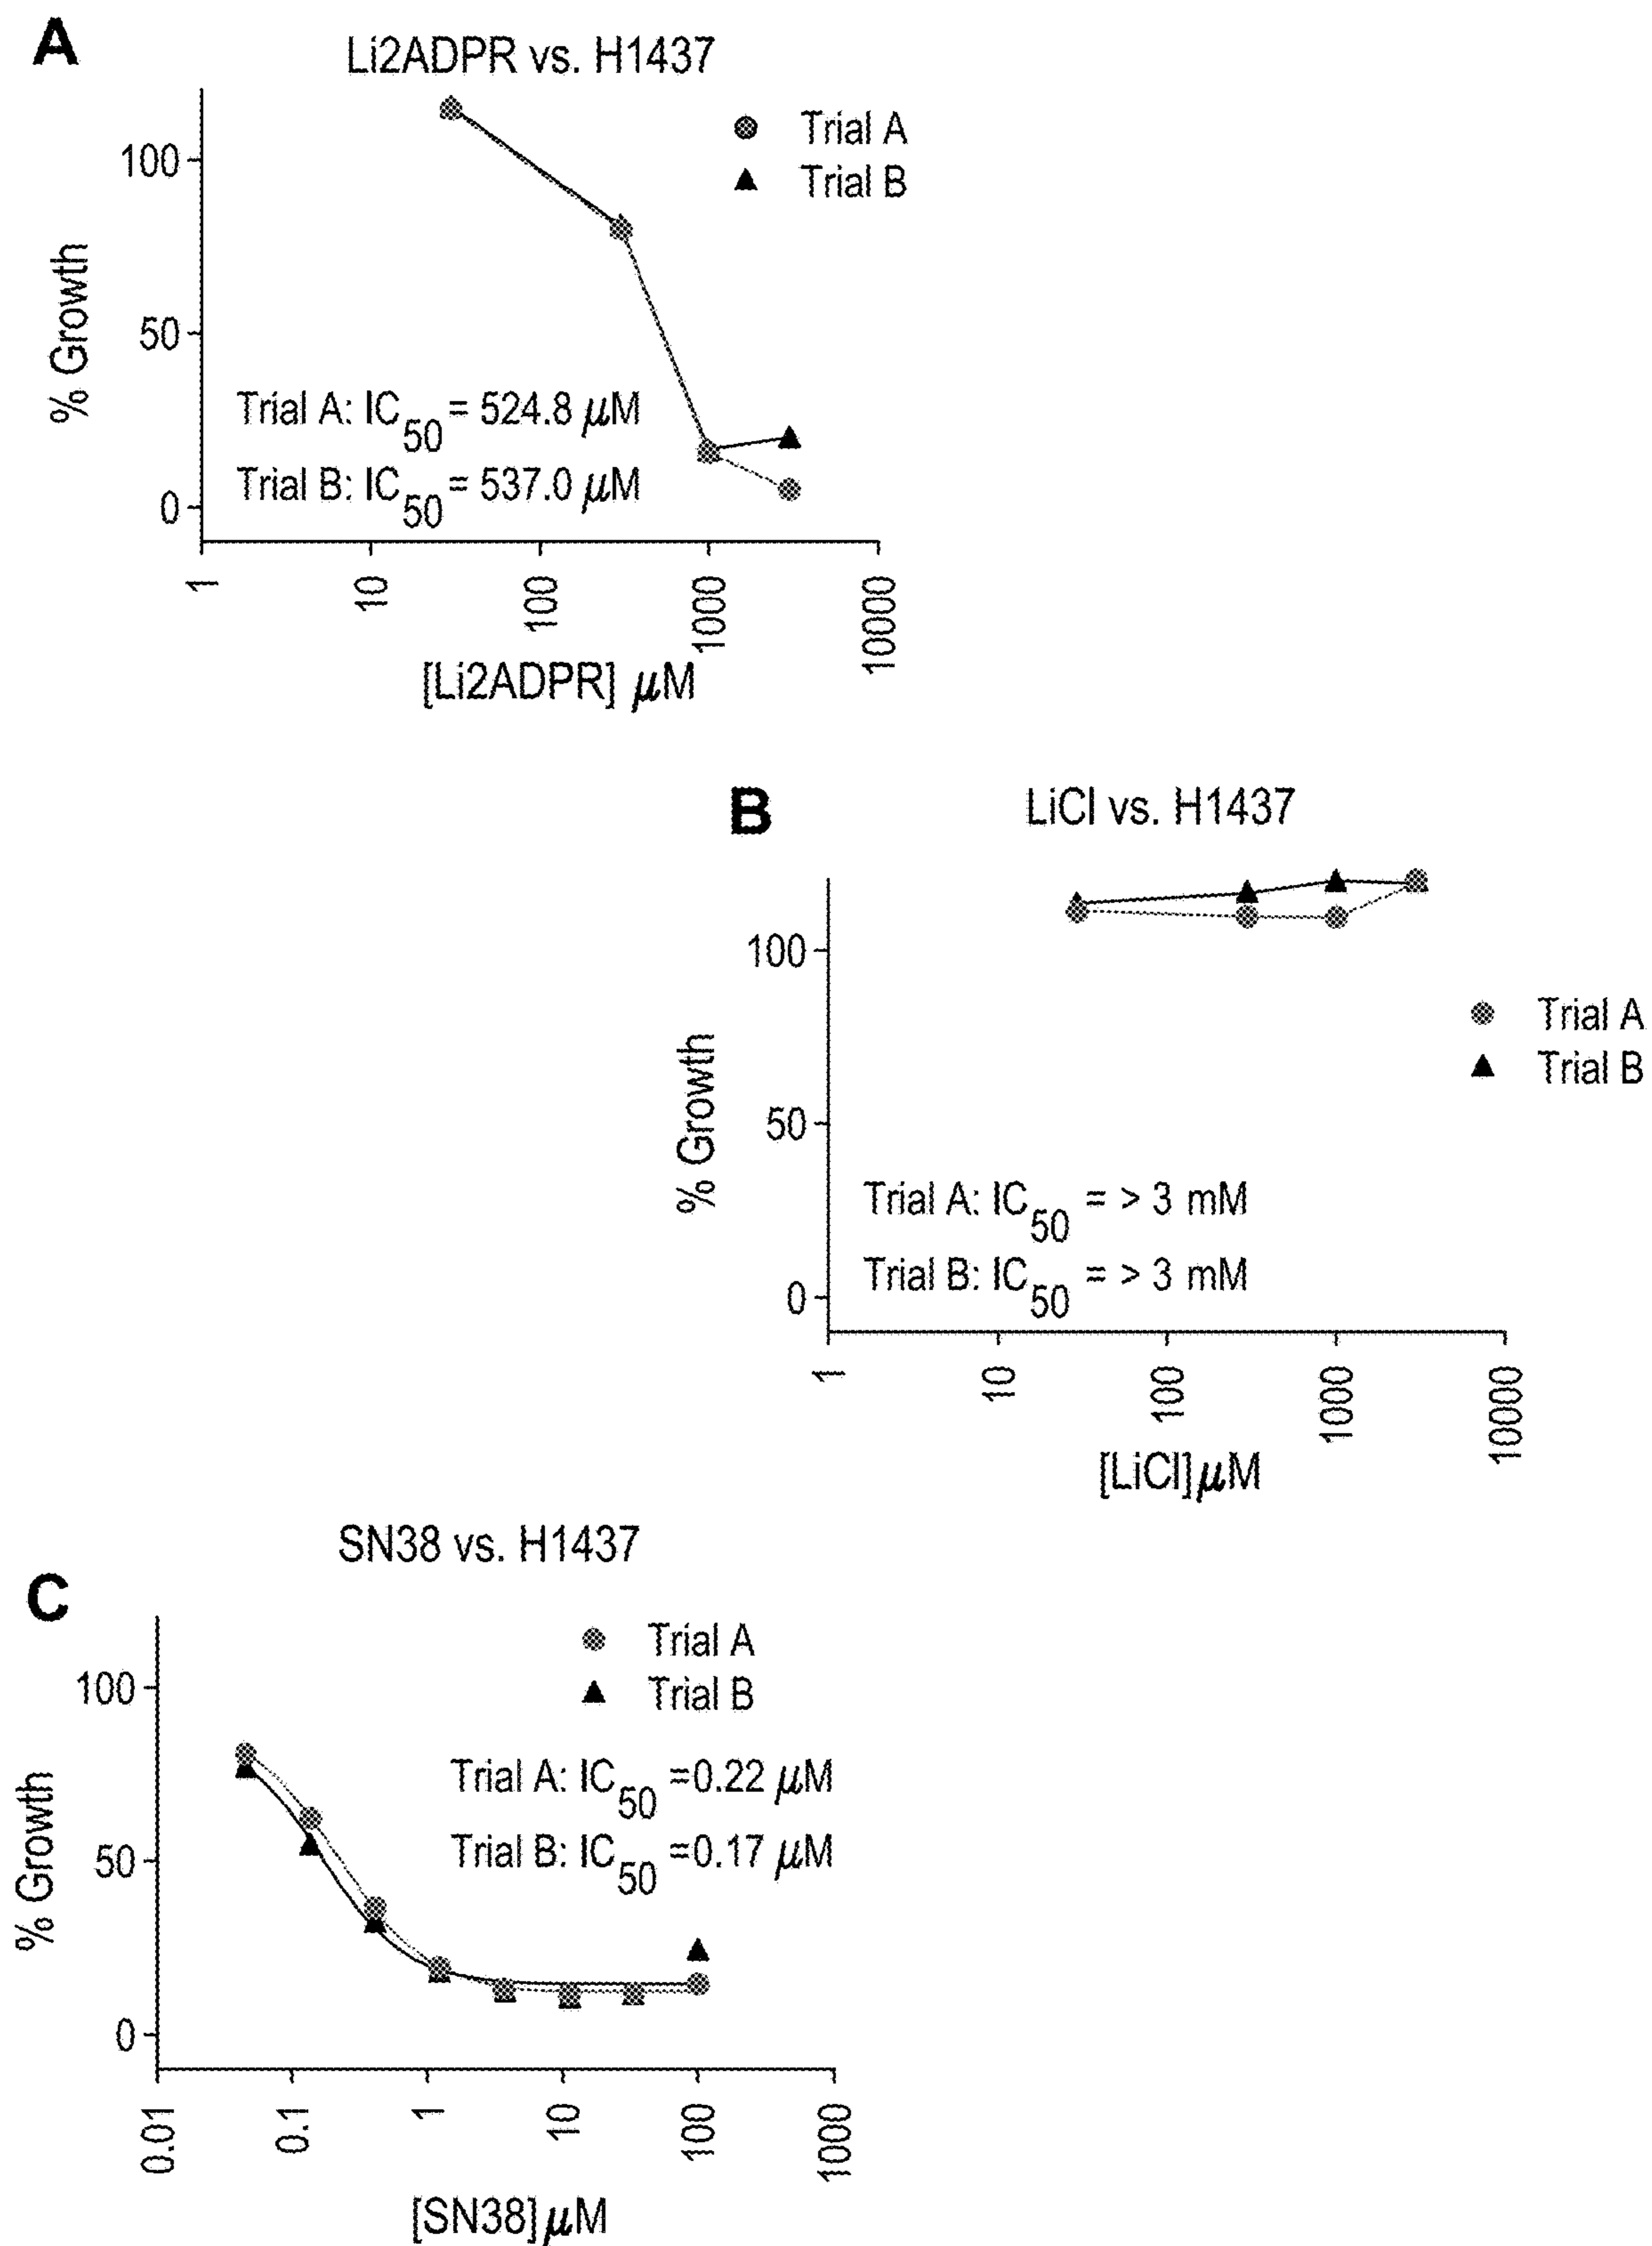 A
Li2ADPR vs. H1437
Trial A
Trial B
100
50
0
% Growth
Trial A: IC50 = 524.8 μM
Trial B: IC50 = 537.0 μM
1
10
100
1000
10000
[Li2ADPR] μM
B
LiCl vs. H1437
100
50
0
% Growth
Trial A
Trial B
Trial A: IC50 = > 3 mM
Trial B: IC50 = > 3 mM
1
10
100
1000
10000
[LiCl]μM
SN38 vs. H1437
C
Trial A
Trial B
100
50
0
% Growth
Trial A: IC50 =0.22 μM
Trial B: IC50 =0.17 μM
0.01
0.1
1
10
100
1000
[SN38]μM